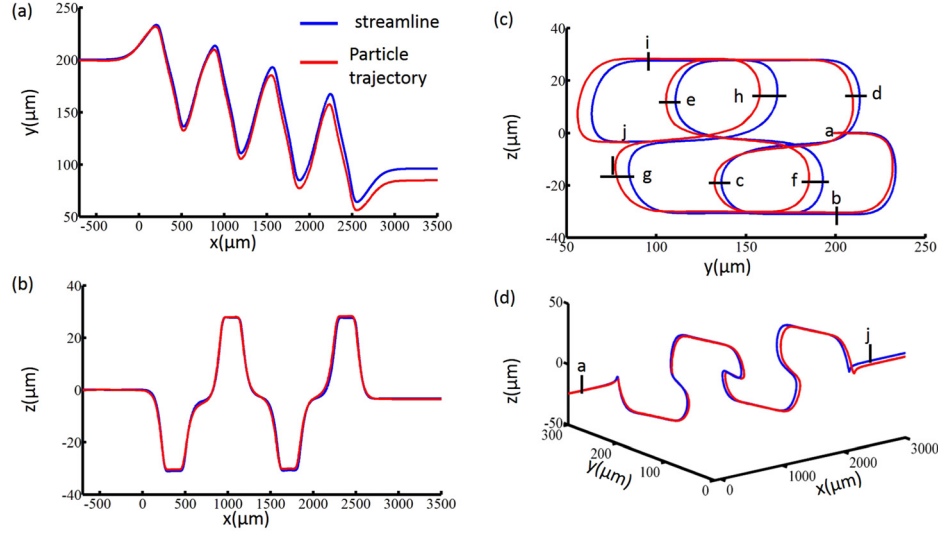 (a)
250
200
150
100
50
y(μm)
streamline
Particle
trajectory
-500
0
500
1000
1500
2000
2500
3000
3500
x(μm)
(b)
40
20
0
-20
-40
z(μm)
-500
0
500
1000
1500
2000
2500
3000
3500
x(μm)
(c)
40
20
0
-20
-40
z(μm)
i
e
h
d
a
j
g
c
f
b
50
100
150
200
250
y(μm)
(d)
50
0
-50
z(μm)
a
j
300
200
100
0
y(μm)
0
1000
2000
3000
x(μm)